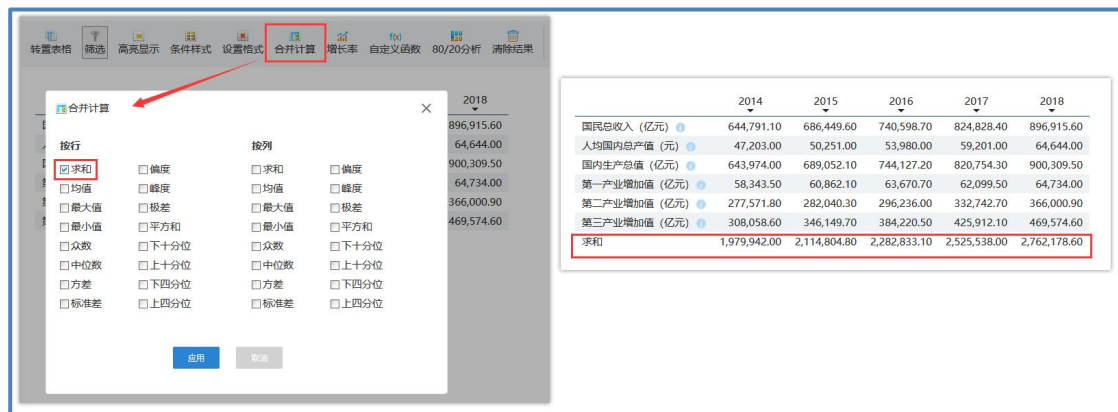 转置表格 筛选 高亮显示 条件样式 设置格式 合并计算 增长率 自定义函数 80/20分析 清除结果
合并计算
2018
896,915.60
64,644.00
900,309.50
64,734.00
366,000.90
469,574.60
按行 按列
求和 偏度 求和 偏度
均值 峰度 均值 峰度
最大值 极差 最大值 极差
最小值 平方和 最小值 平方和
众数 下十分位 众数 下十分位
中位数 上十分位 中位数 上十分位
方差 下四分位 方差 下四分位
标准差 上四分位 标准差 上四分位
应用 取消
2014 2015 2016 2017 2018
国民总收入（亿元） 644,791.10 686,449.60 740,598.70 824,828.40 896,915.60
人均国内总产值（元） 47,203.00 50,251.00 53,980.00 59,201.00 64,644.00
国内生产总值（亿元） 643,974.00 689,052.10 744,127.20 820,754.30 900,309.50
第一产业增加值（亿元） 58,343.50 60,862.10 63,670.70 62,099.50 64,734.00
第二产业增加值（亿元） 277,571.80 282,040.30 296,236.00 332,742.70 366,000.90
第三产业增加值（亿元） 308,058.60 346,149.70 384,220.50 425,912.10 469,574.60
求和 1,979,942.00 2,114,804.80 2,282,833.10 2,525,538.00 2,762,178.60